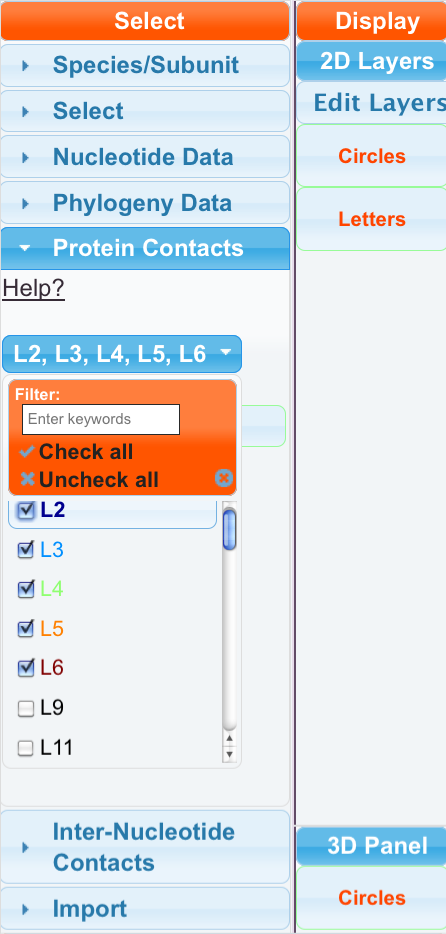 Select
Species/Subunit
Select
Nucleotide Data
Phylogeny Data
Protein Contacts
Help?
L2, L3, L4, L5, L6
Filter:
Enter keywords
Check all
Uncheck all
L2
L3
L4
L5
L6
L9
L11
Inter-Nucleotide
Contacts
Import
Display
2D Layers
Edit Layers
Circles
Letters
3D Panel
Circles